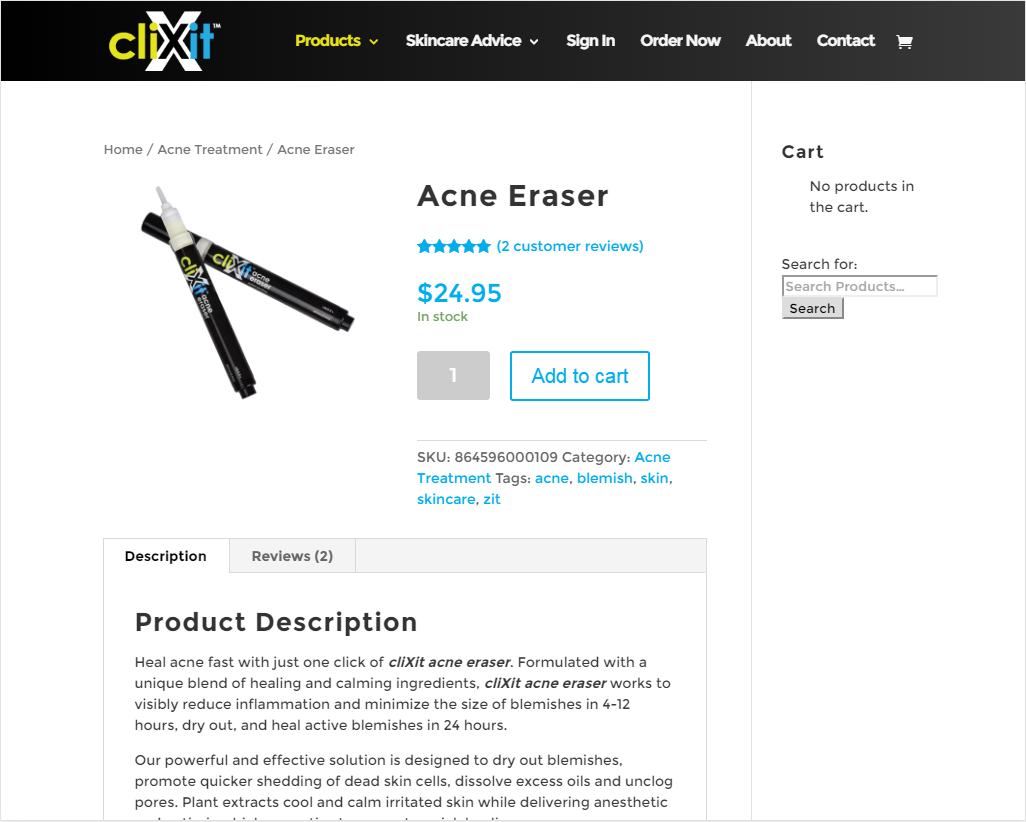 cliXit™
Products
Skincare Advice
Sign In
Order Now
About
Contact
Home / Acne Treatment / Acne Eraser
cliXit acne eraser
cliXit acne eraser
Acne Eraser
(2 customer reviews)
$24.95
In stock
1
Add to cart
SKU: 864596000109 Category: Acne
Treatment Tags: acne, blemish, skin,
skincare, zit
Cart
No products in
the cart.
Search for:
Search Products…
Search
Description
Reviews (2)
Product Description
Heal acne fast with just one click of cliXit acne eraser. Formulated with a
unique blend of healing and calming ingredients, cliXit acne eraser works to
visibly reduce inflammation and minimize the size of blemishes in 4-12
hours, dry out, and heal active blemishes in 24 hours.
Our powerful and effective solution is designed to dry out blemishes,
promote quicker shedding of dead skin cells, dissolve excess oils and unclog
pores. Plant extracts cool and calm irritated skin while delivering anesthetic